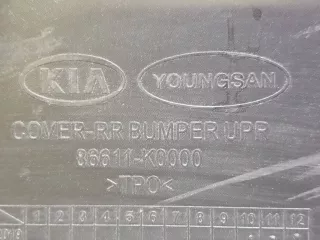 KIA YOUNGSAN
COVER-RR BUMPER UPR
86611-K0000
>TPO<
1 2 3 4 5 6 7 8 9 10 11 12